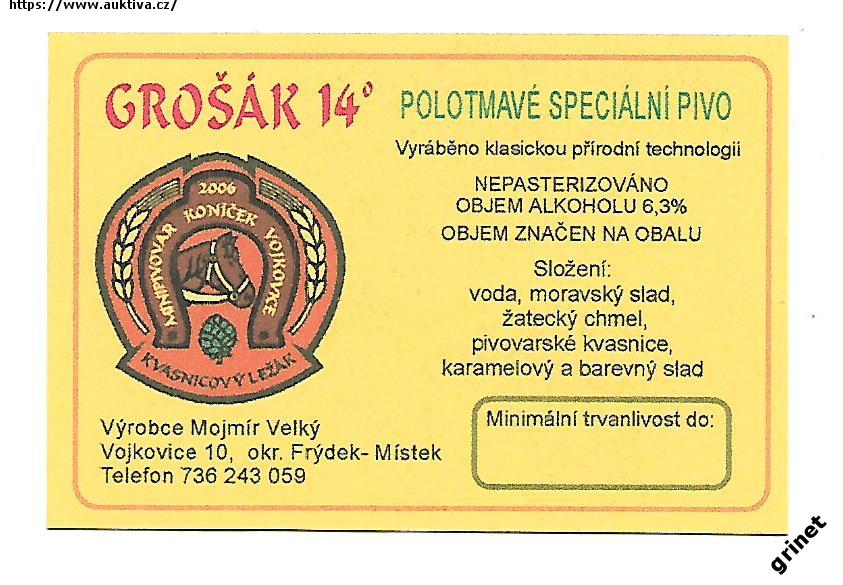 https://www.auktiva.cz/
GROŠÁK 14°
POLOTMAVÉ SPECIÁLNÍ PIVO
Vyráběno klasickou přírodní technologií
NEPASTERIZOVÁNO
OBJEM ALKOHOLU 6,3%
OBJEM ZNAČEN NA OBALU
2006
MINIPIVOVAR KONÍČEK VOJKOVICE
KVASNICOVÝ LEŽÁK
Složení:
voda, moravský slad,
žatecký chmel,
pivovarské kvasnice,
karamelový a barevný slad
Minimální trvanlivost do:
Výrobce Mojmír Velký
Vojkovice 10, okr. Frýdek- Místek
Telefon 736 243 059
grinet